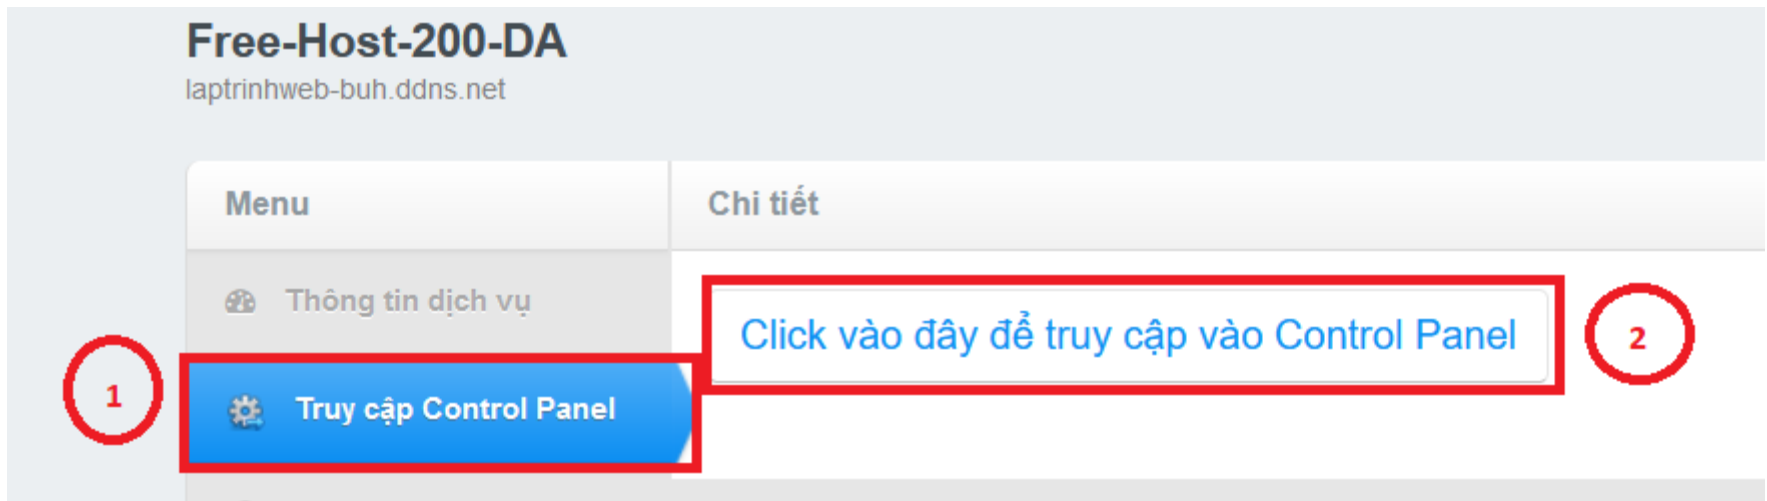 Free-Host-200-DA
laptrinhweb-buh.ddns.net
Menu
Chi tiết
Thông tin dịch vụ
Click vào đây để truy cập vào Control Panel
2
1
Truy cập Control Panel